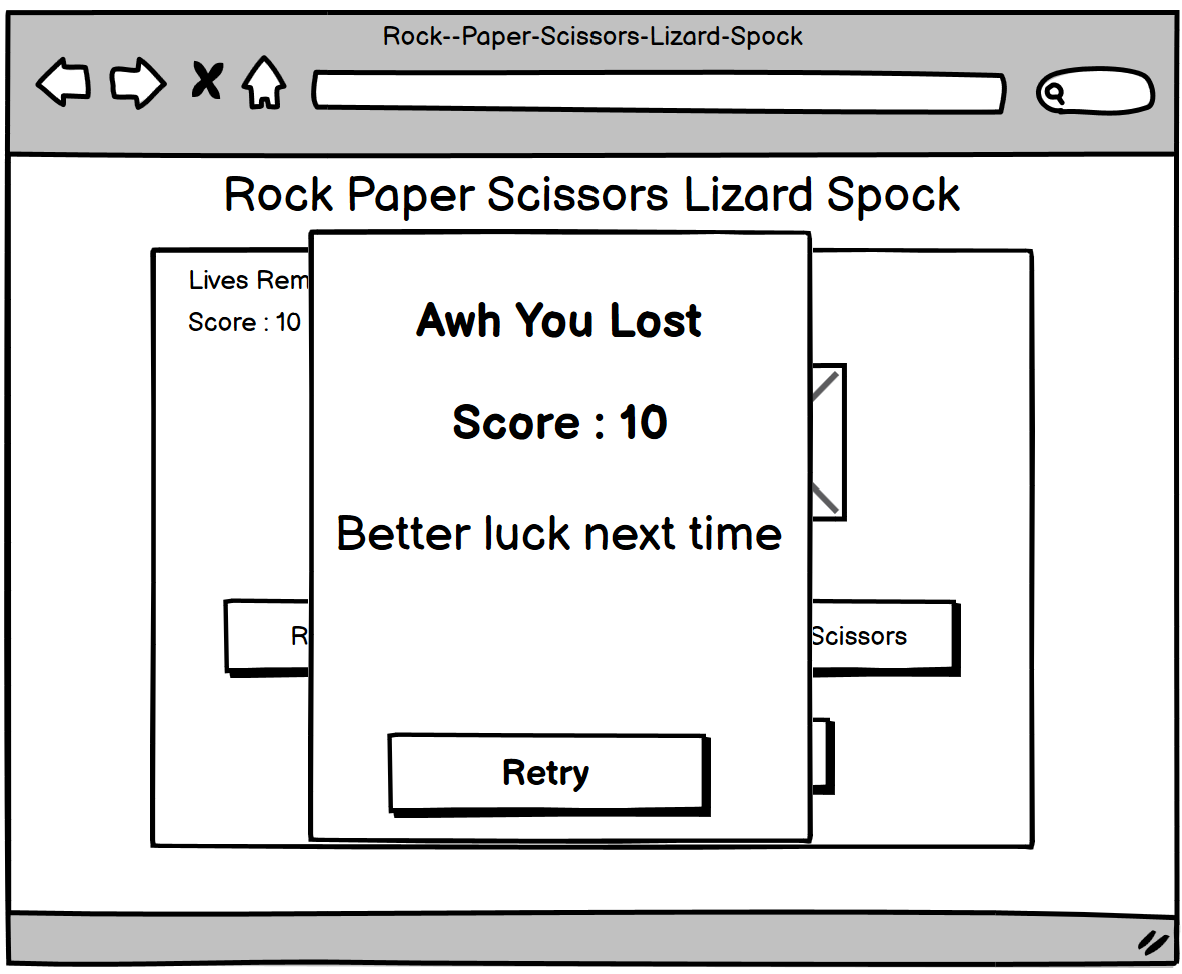 Rock--Paper-Scissors-Lizard-Spock
Rock Paper Scissors Lizard Spock
Lives Rem
Score : 10
Awh You Lost
Score : 10
Better luck next time
R
Scissors
Retry